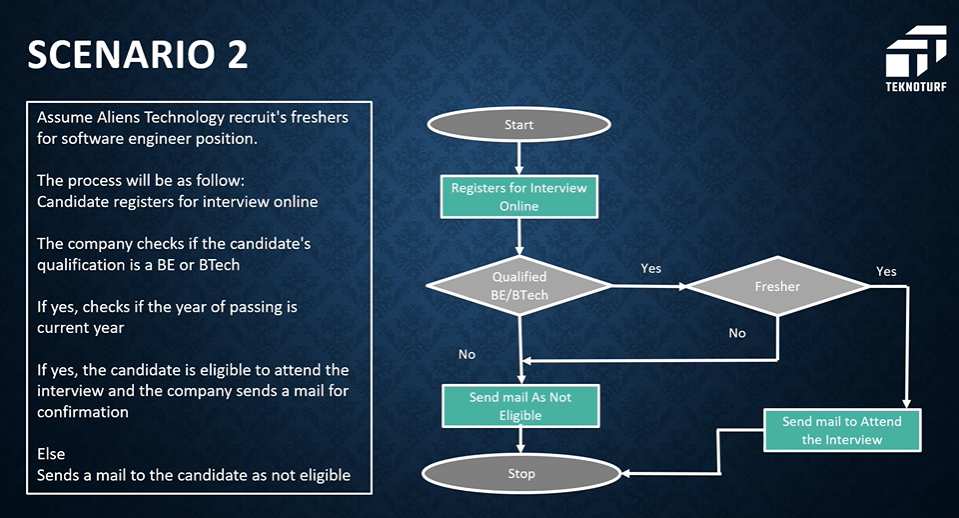 SCENARIO 2
TEKNOTURF
Assume Aliens Technology recruit's freshers
for software engineer position.
The process will be as follow:
Candidate registers for interview online
The company checks if the candidate's
qualification is a BE or BTech
If yes, checks if the year of passing is
current year
If yes, the candidate is eligible to attend the
interview and the company sends a mail for
confirmation
Else
Sends a mail to the candidate as not eligible
Start
Registers for Interview
Online
Qualified
BE/BTech
Yes
Fresher
Yes
No
No
Send mail As Not
Eligible
Send mail to Attend
the Interview
Stop